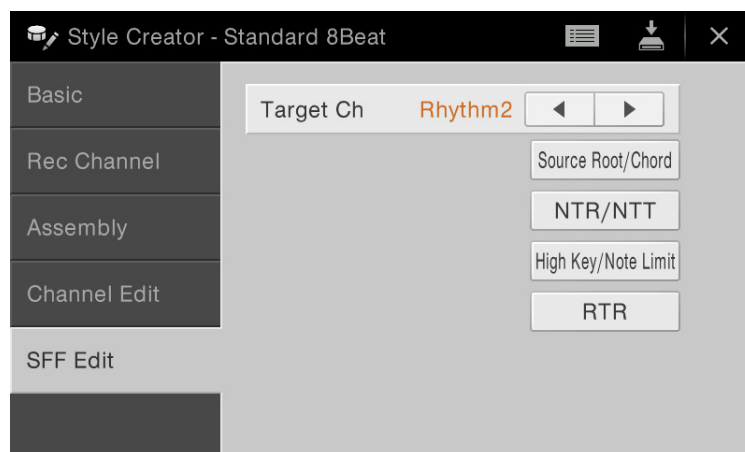 Style Creator - Standard 8Beat
Basic
Target Ch Rhythm2
Rec Channel
Source Root/Chord
NTR/NTT
Assembly
High Key/Note Limit
Channel Edit
RTR
SFF Edit